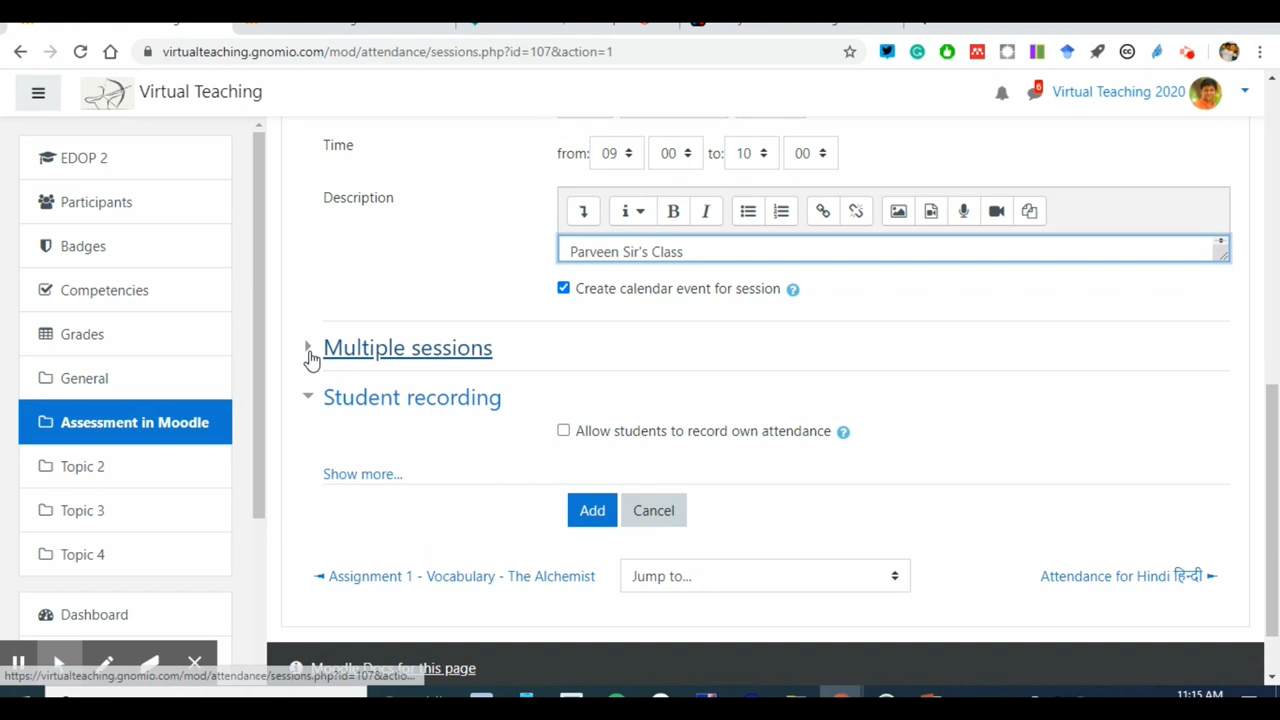 virtualteaching.gnomio.com/mod/attendance/sessions.php?id=107&action=1
Virtual Teaching
6
Virtual Teaching 2020
EDOP 2
Participants
Badges
Competencies
Grades
General
Assessment in Moodle
Topic 2
Topic 3
Topic 4
Dashboard
Time
from: 09 00 to: 10 00
Description
B I
Parveen Sir's Class
Create calendar event for session
Multiple sessions
Student recording
Allow students to record own attendance
Show more...
Add Cancel
Assignment 1 - Vocabulary - The Alchemist
Jump to...
Attendance for Hindi हिन्दी
Moodle Docs for this page
https://virtualteaching.gnomio.com/mod/attendance/sessions.php?id=107&actio...
11:15 AM